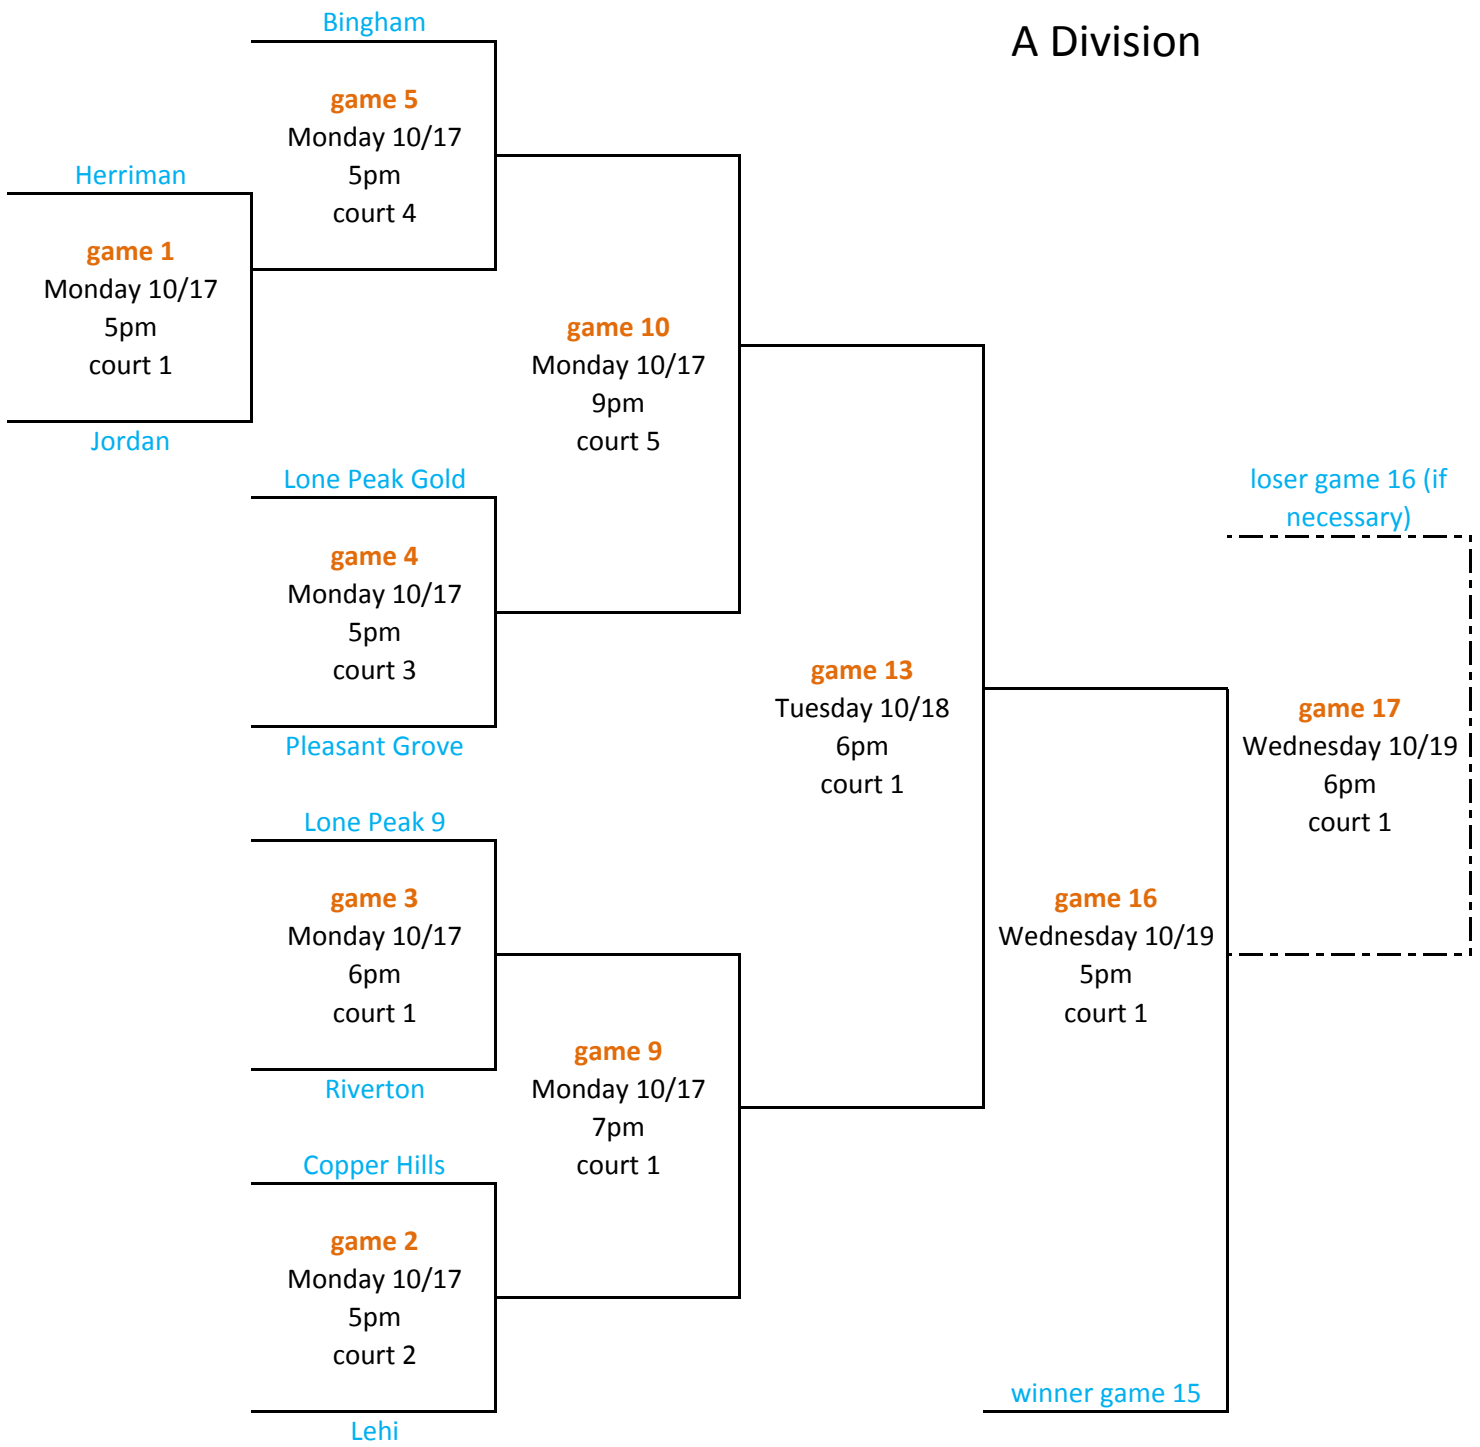 A Division
Bingham
game 5
Monday 10/17
5pm
court 4
Herriman
game 1
Monday 10/17
5pm
court 1
Jordan
game 10
Monday 10/17
9pm
court 5
Lone Peak Gold
game 4
Monday 10/17
5pm
court 3
Pleasant Grove
loser game 16 (if
necessary)
game 13
Tuesday 10/18
6pm
court 1
game 17
Wednesday 10/19
6pm
court 1
Lone Peak 9
game 3
Monday 10/17
6pm
court 1
Riverton
game 16
Wednesday 10/19
5pm
court 1
game 9
Monday 10/17
7pm
court 1
Copper Hills
game 2
Monday 10/17
5pm
court 2
Lehi
winner game 15